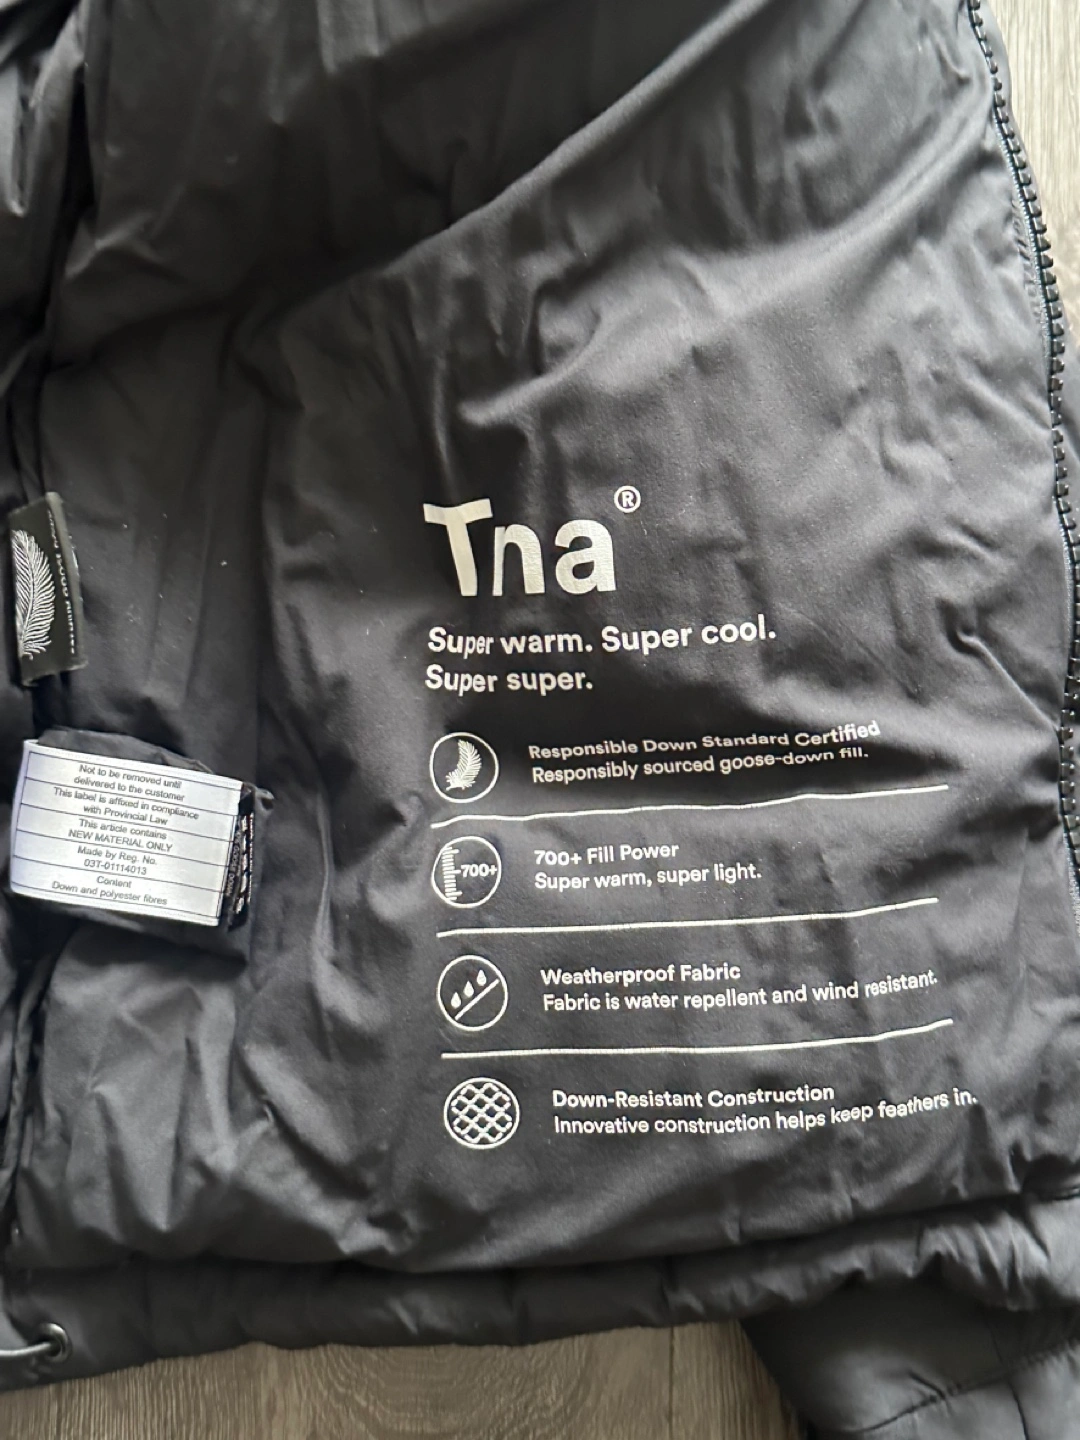 Tna®
Super warm. Super cool.
Super super.
Responsible Down Standard Certified
Responsibly sourced goose-down fill.
-700+
700+ Fill Power
Super warm, super light.
Weatherproof Fabric
Fabric is water repellent and wind resistant.
Down-Resistant Construction
Innovative construction helps keep feathers in.
Not to be removed until
delivered to the customer
This label is affixed in compliance
with Provincial Law
This article contains
NEW MATERIAL ONLY
Made by Reg. No.
03T-01114013
Content
Down and polyester fibres